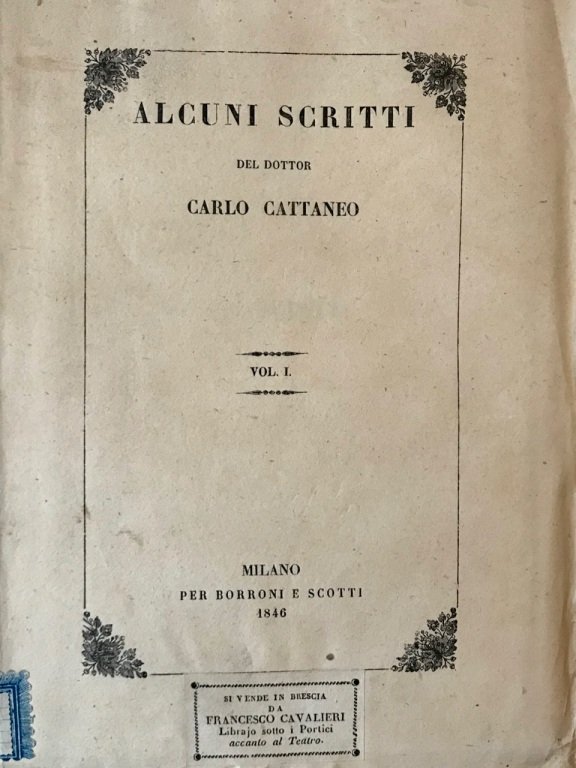 ALCUNI SCRITTI
DEL DOTTOR
CARLO CATTANEO
VOL. I.
MILANO
PER BORRONI E SCOTTI
1846
SI VENDE IN BRESCIA
DA
FRANCESCO CAVALIERI
Librajo sotto i Portici
accanto al Teatro.